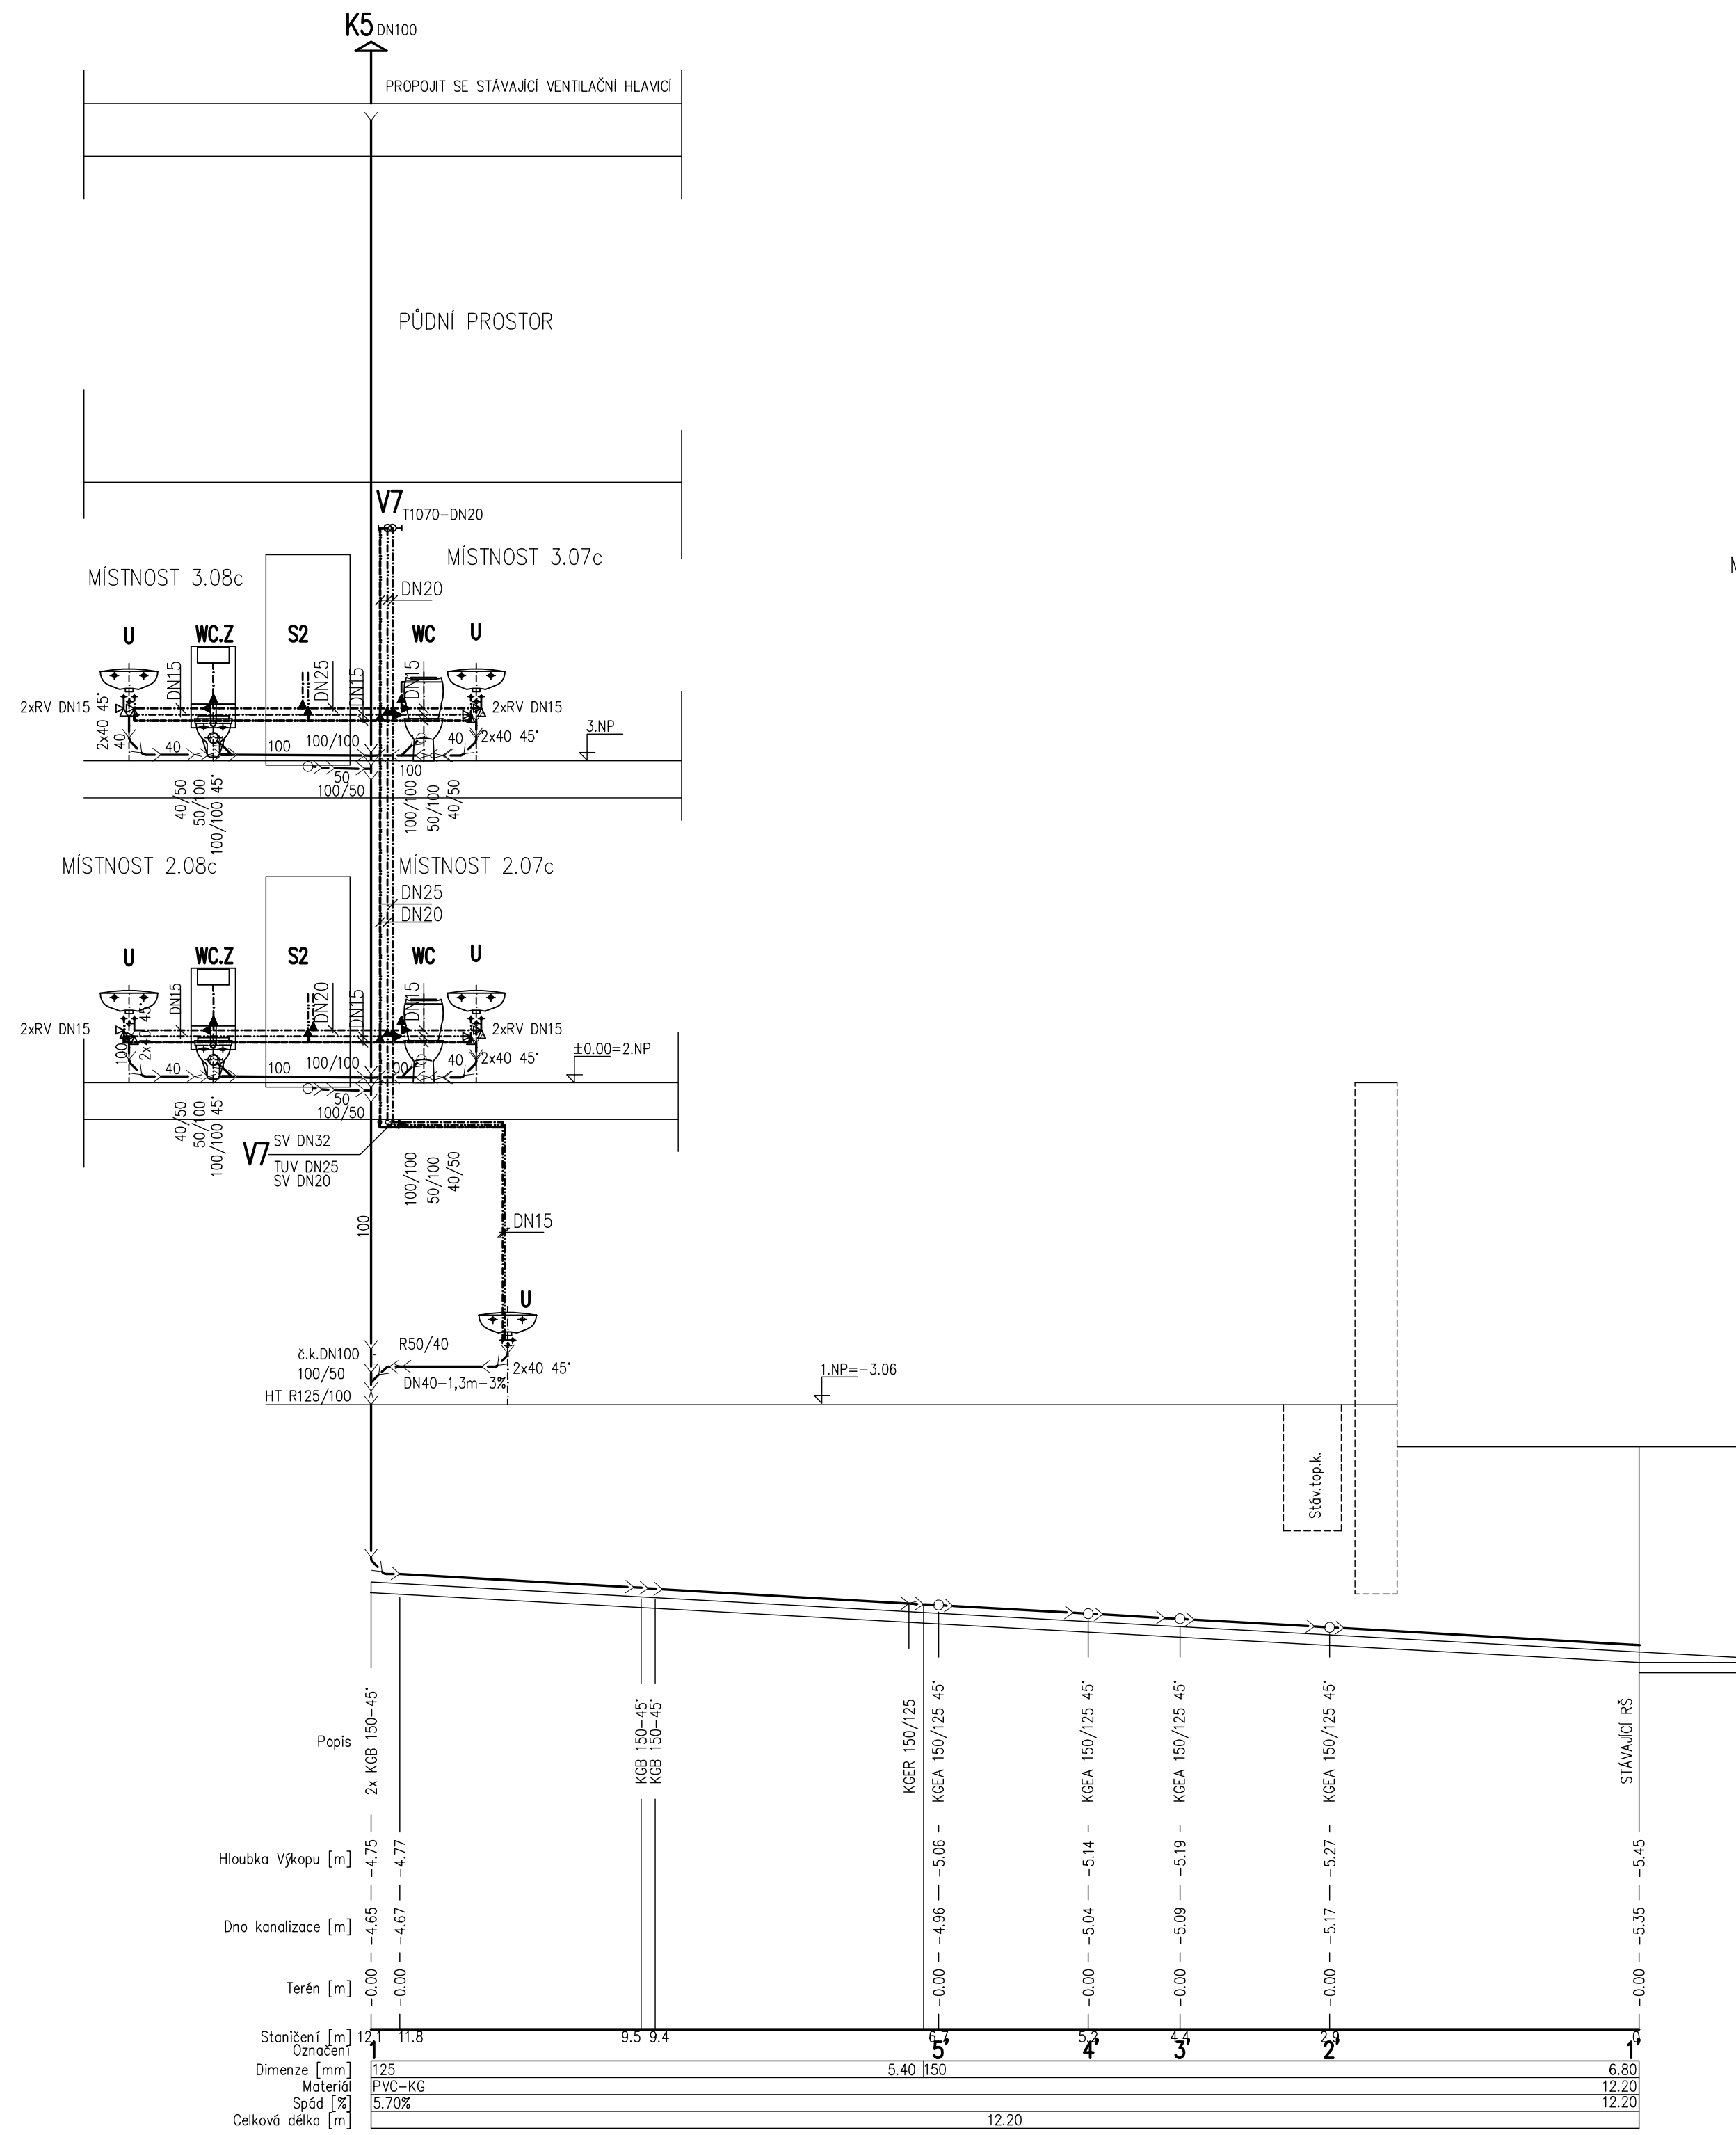 K5 DN100
PROPOJIT SE STÁVAJÍCÍ VENTILAČNÍ HLAVICÍ
PŮDNÍ PROSTOR
V7 T1070-DN20
MÍSTNOST 3.07c
MÍSTNOST 3.08c
DN20
U WC.Z S2 WC U
DN15 DN25 DN15 DN15
2xRV DN15 2xRV DN15
2x40 45°
40
40 100 100/100 40 2x40 45°
3.NP
50 100
100/50
40/50
50/100
100/100 45°
100/100
50/100
40/50
MÍSTNOST 2.08c MÍSTNOST 2.07c
DN25
DN20
U WC.Z S2 WC U
DN15 DN20 DN15 DN15
2xRV DN15 2xRV DN15
100
2x40 45°
40 100 100/100 100 40 2x40 45°
±0.00=2.NP
50
100/50
40/50
50/100
100/100 45°
100/100
50/100
40/50
V7 SV DN32
TUV DN25
SV DN20
100
DN15
U
č.k.DN100 R50/40
100/50 2x40 45°
DN40-1,3m-3%
HT R125/100
1.NP=-3.06
Stáv.top.k.
Popis
2x KGB 150-45°
KGB 150-45°
KGB 150-45°
KGER 150/125
KGEA 150/125 45°
KGEA 150/125 45°
KGEA 150/125 45°
KGEA 150/125 45°
STÁVAJÍCÍ RŠ
Hloubka Výkopu [m] -4.75 -4.77 -5.06 -5.14 -5.19 -5.27 -5.45
Dno kanalizace [m] -4.65 -4.67 -4.96 -5.04 -5.09 -5.17 -5.35
Terén [m] -0.00 -0.00 -0.00 -0.00 -0.00 -0.00 -0.00
Staničení [m] 12.1 11.8 9.5 9.4 6.7 5.2 4.4 2.9 0
Označení 1 5' 4' 3' 2' 1'
Dimenze [mm] 125 5.40 150 6.80
Materiál PVC-KG 12.20
Spád [%] 5.70% 12.20
Celková délka [m] 12.20